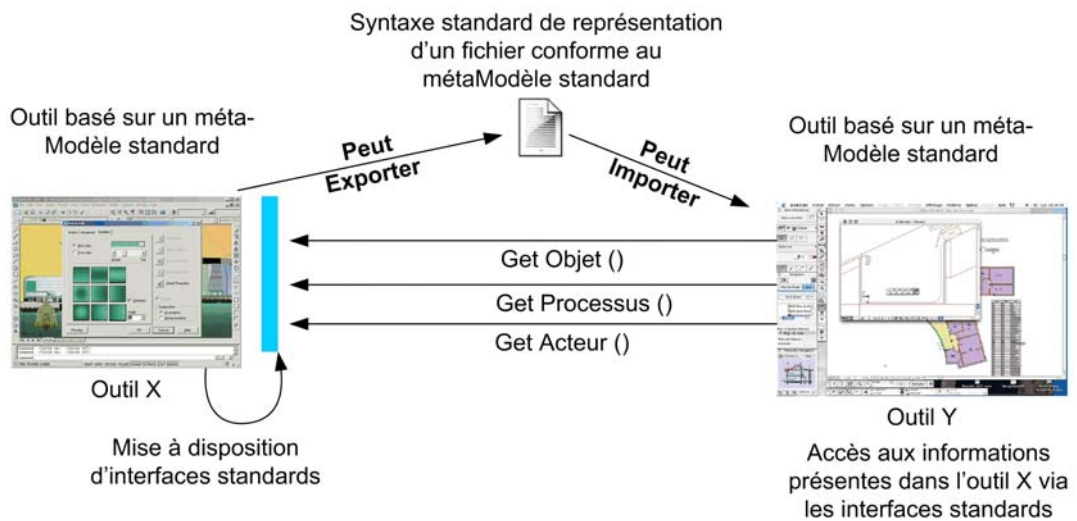 Syntaxe standard de représentation
d'un fichier conforme au
métaModèle standard
Outil basé sur un méta-
Modèle standard
Outil basé sur un méta-
Modèle standard
Peut
Exporter
Peut
Importer
Get Objet ()
Get Processus ()
Get Acteur ()
Outil X
Outil Y
Mise à disposition
d'interfaces standards
Accès aux informations
présentes dans l'outil X via
les interfaces standards